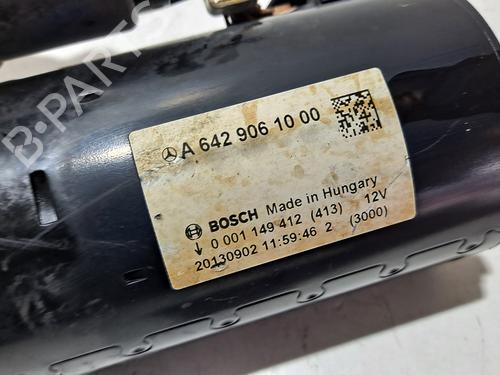 B-PARTS
A 642 906 10 00
BOSCH Made in Hungary
0 001 149 412 (413) 12V
20130902 11:59:46 2 (3000)